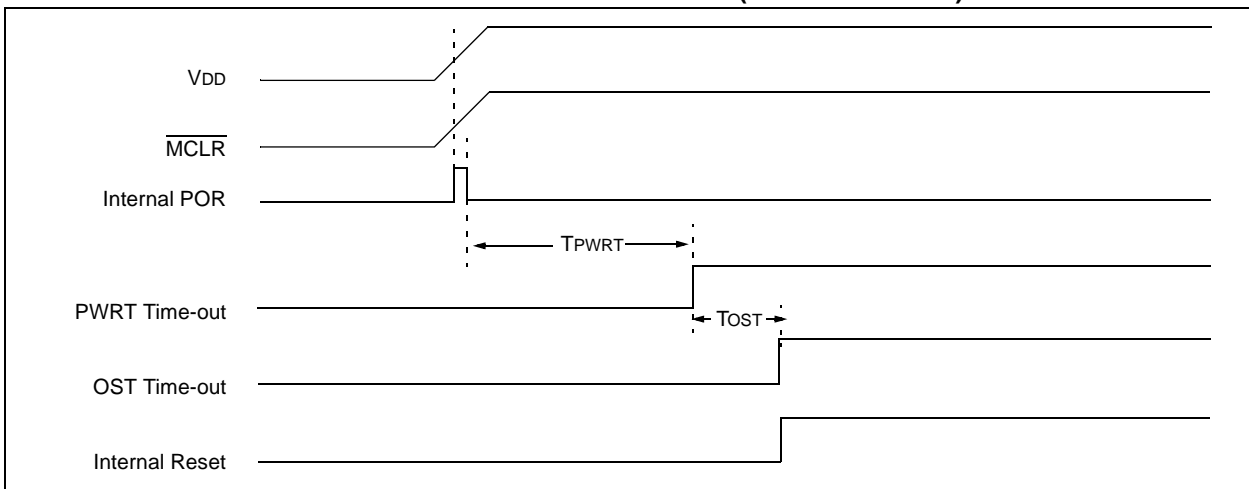 VDD
MCLR
Internal POR
TPWRT
PWRT Time-out
TOST
OST Time-out
Internal Reset